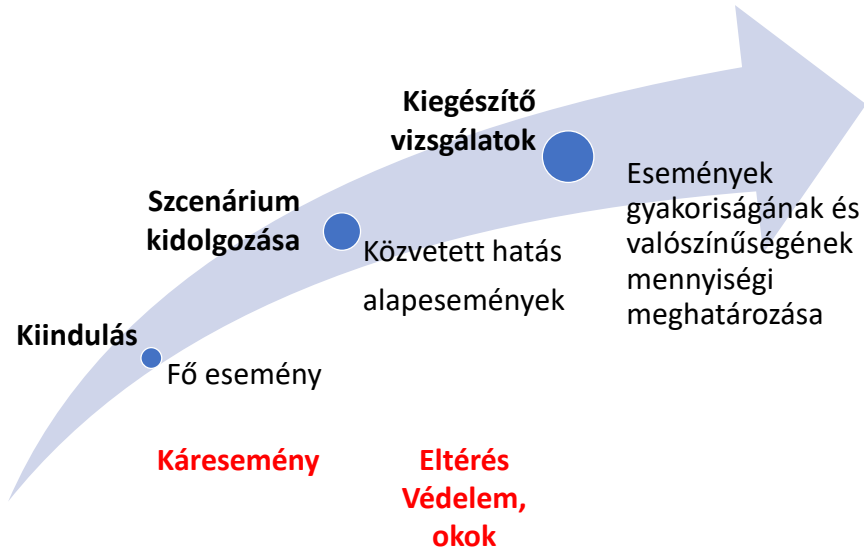 Kiegészítő
vizsgálatok
Események
gyakoriságának és
valószínűségének
mennyiségi
meghatározása
Szcenárium
kidolgozása
Közvetett hatás
alapesemények
Kiindulás
Fő esemény
Káresemény
Eltérés
Védelem,
okok